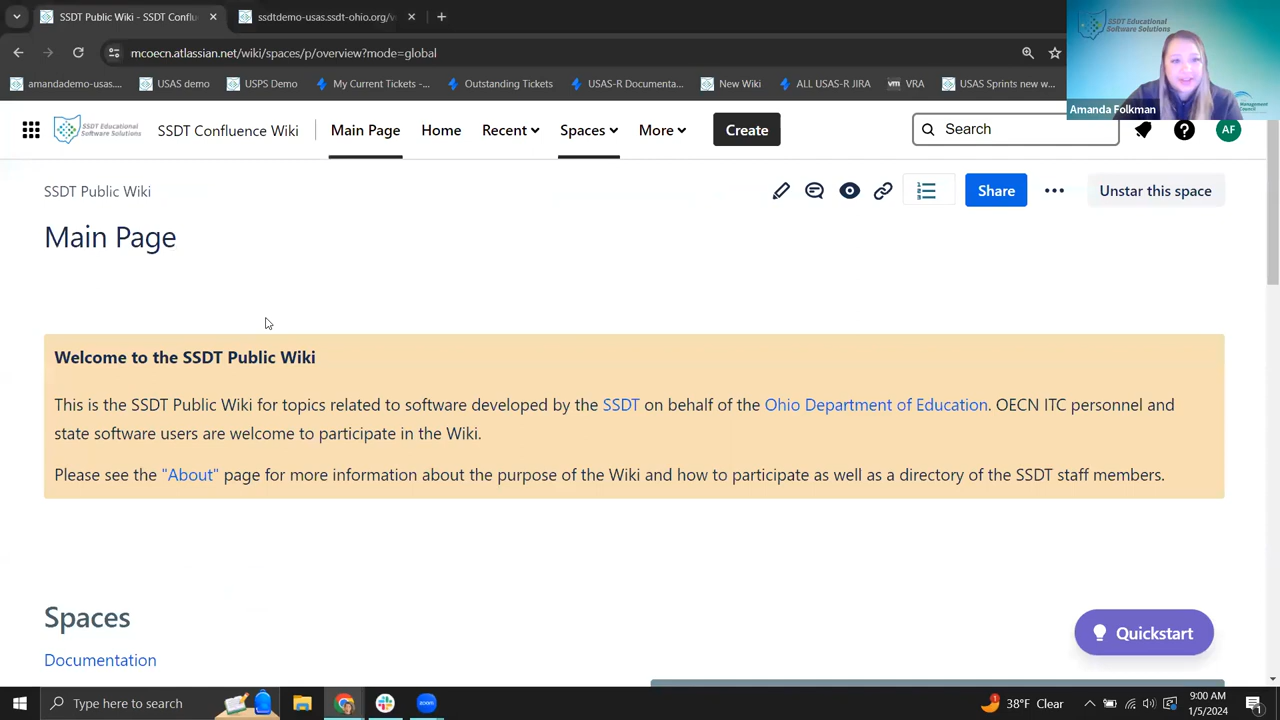 SSDT Public Wiki - SSDT Conflu
ssdtdemo-usas.ssdt-ohio.org/v
SSDT Educational
Software Solutions
mcoecn.atlassian.net/wiki/spaces/p/overview?mode=global
amandademo-usas....
USAS demo
USPS Demo
My Current Tickets -...
Outstanding Tickets
USAS-R Documenta...
New Wiki
ALL USAS-R JIRA
VRA
USAS Sprints new w...
Management
Council
Amanda Folkman
SSDT Educational
Software Solutions
SSDT Confluence Wiki
Main Page
Home
Recent
Spaces
More
Create
Search
AF
SSDT Public Wiki
Share
Unstar this space
Main Page
Welcome to the SSDT Public Wiki
This is the SSDT Public Wiki for topics related to software developed by the SSDT on behalf of the Ohio Department of Education. OECN ITC personnel and
state software users are welcome to participate in the Wiki.
Please see the "About" page for more information about the purpose of the Wiki and how to participate as well as a directory of the SSDT staff members.
Spaces
Quickstart
Documentation
Type here to search
zoom
1
38°F Clear
9:00 AM
1/5/2024
1